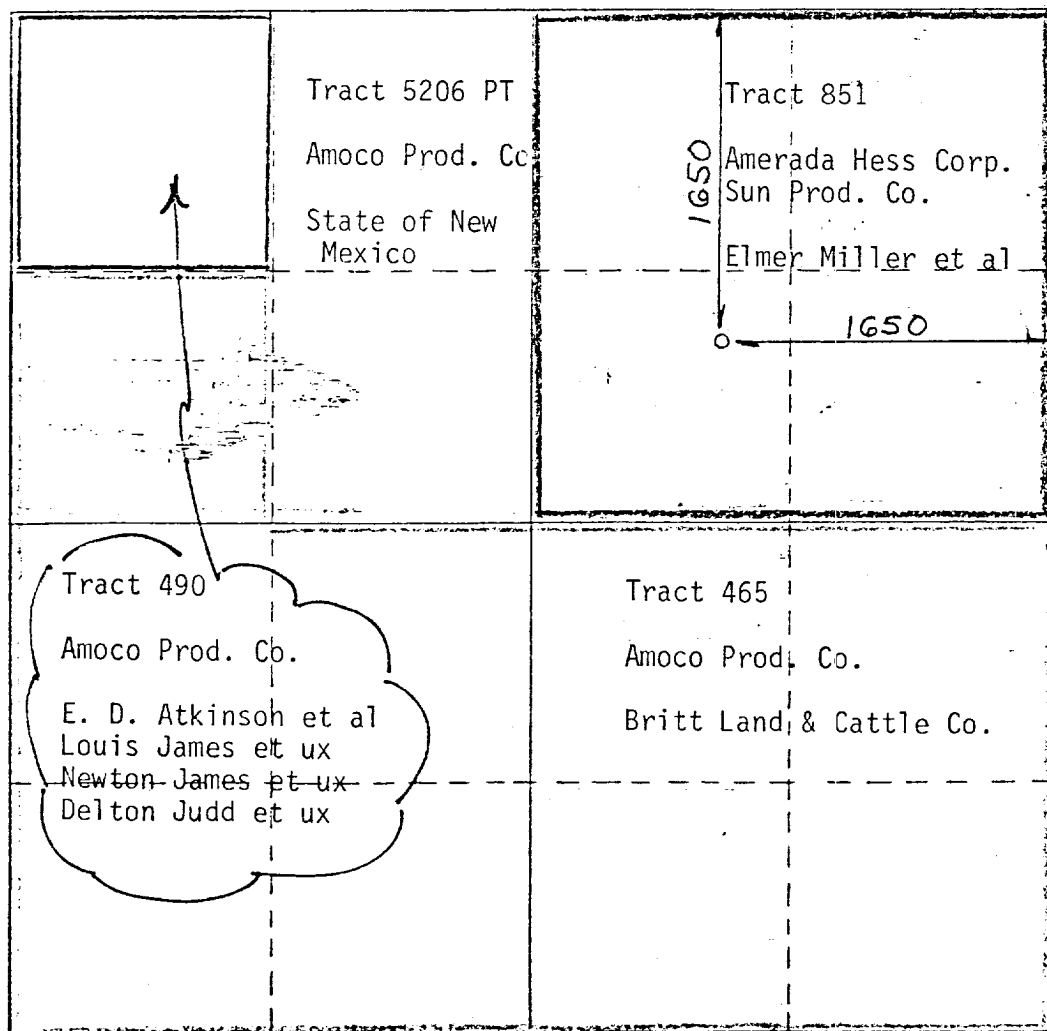 Tract 5206 PT
Amoco Prod. Co
State of New
Mexico
Tract 851
Amerada Hess Corp.
Sun Prod. Co.
Elmer Miller et al
1650
1650
Tract 490
Amoco Prod. Co.
E. D. Atkinson et al
Louis James et ux
Newton James et ux
Delton Judd et ux
Tract 465
Amoco Prod. Co.
Britt Land & Cattle Co.